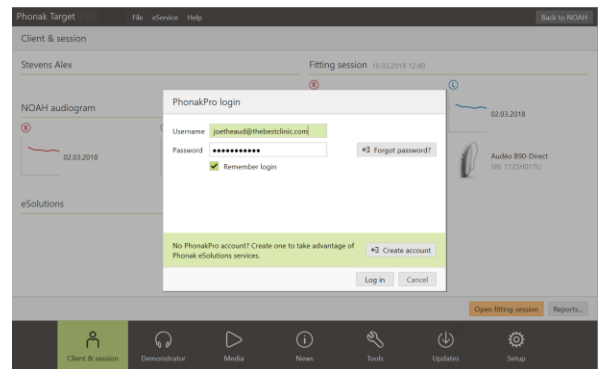 Phonak Target
File eService Help
Back to NOAH
Client & session
Stevens Alex
Fitting session 16.03.2018 12:40
R
L
NOAH audiogram
02.03.2018
R
02.03.2018
Audéo B90-Direct
SN: 1725H017U
eSolutions
PhonakPro login
Username joetheaud@thebestclinic.com
Password
Forgot password?
Remember login
No PhonakPro account? Create one to take advantage of
Phonak eSolutions services.
Create account
Log in Cancel
Open fitting session Reports...
Client & session Demonstrator Media News Tools Updates Setup